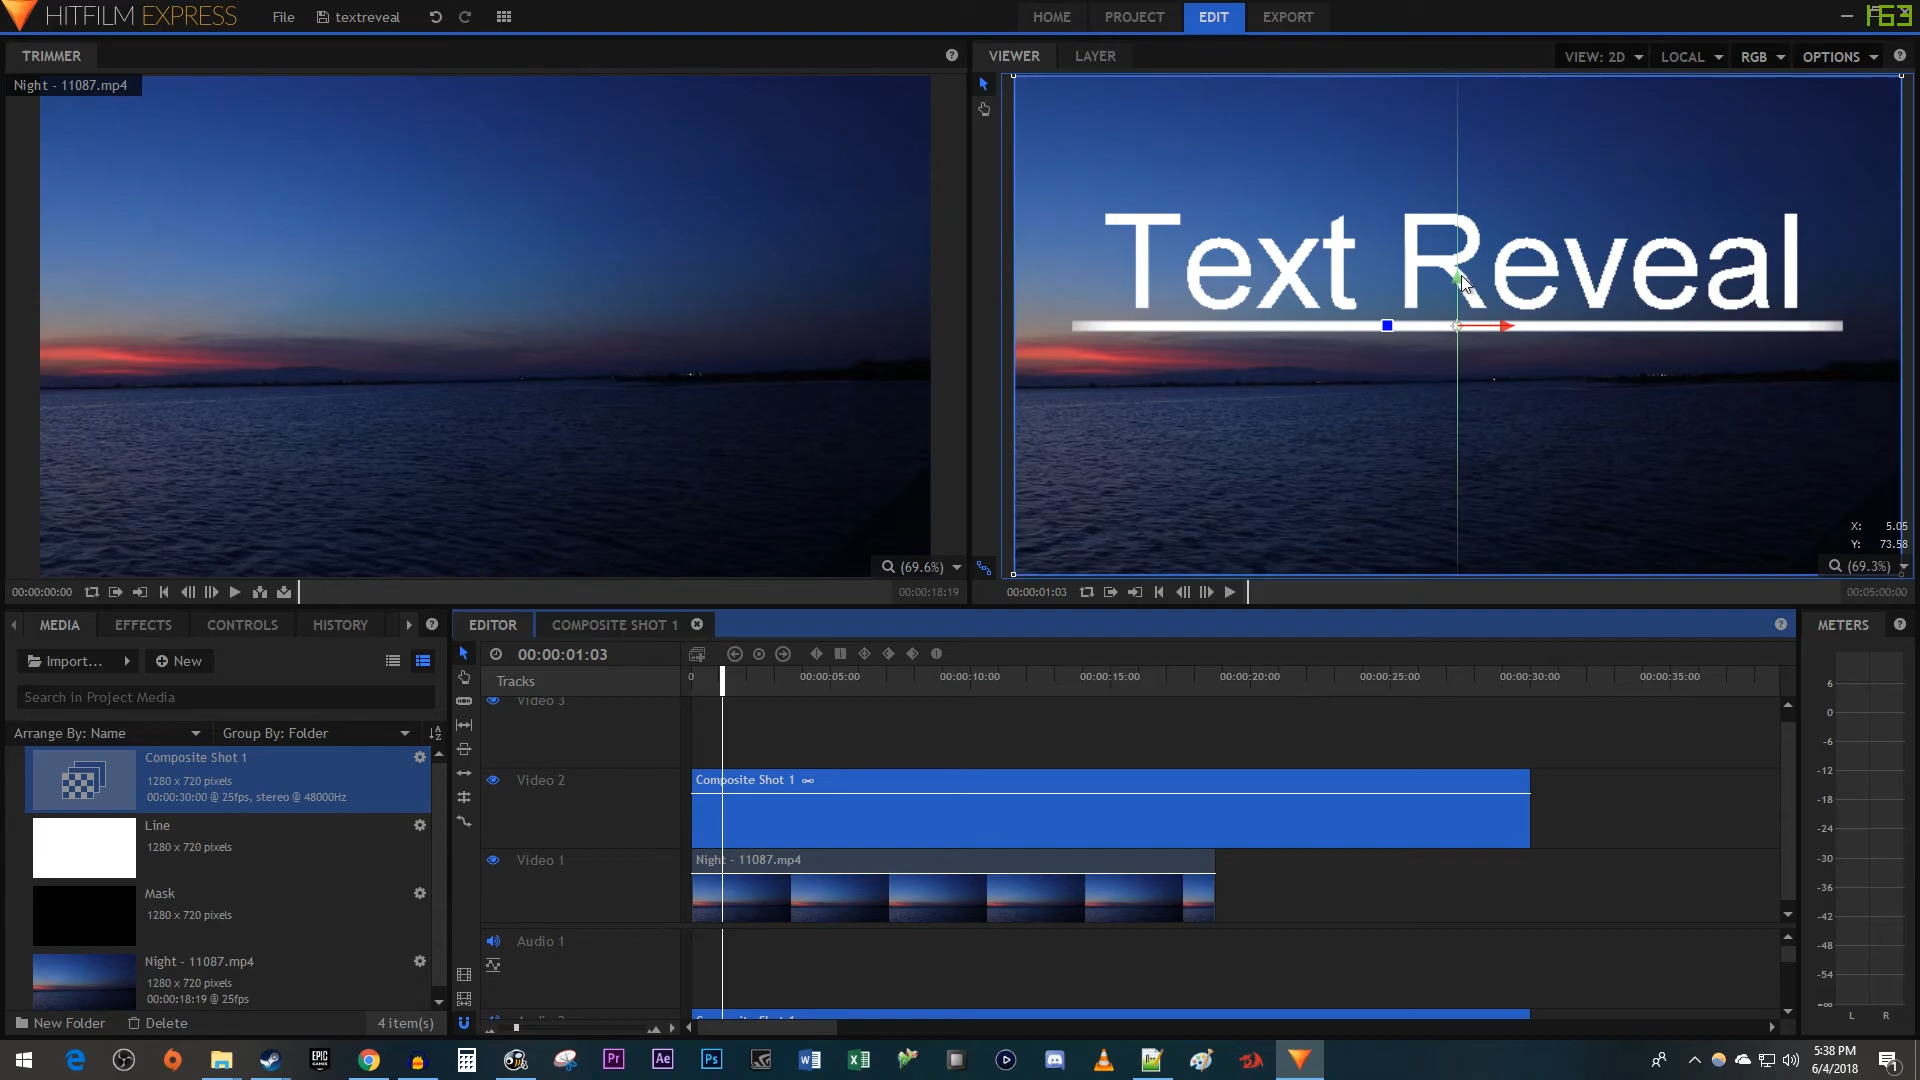 HITFILM EXPRESS
File
textreveal
HOME
PROJECT
EDIT
EXPORT
163
TRIMMER
Night - 11087.mp4
VIEWER
LAYER
VIEW: 2D
LOCAL
RGB
OPTIONS
Text Reveal
X: 5.05
Y: 73.58
(69.6%)
(69.3%)
00:00:00:00
00:00:18:19
00:00:01:03
00:05:00:00
MEDIA
EFFECTS
CONTROLS
HISTORY
Import...
New
Search in Project Media
Arrange By: Name
Group By: Folder
Composite Shot 1
1280 x 720 pixels
00:00:30:00 @ 25fps, stereo @ 48000Hz
Line
1280 x 720 pixels
Mask
1280 x 720 pixels
Night - 11087.mp4
1280 x 720 pixels
00:00:18:19 @ 25fps
New Folder
Delete
4 item(s)
EDITOR
COMPOSITE SHOT 1
00:00:01:03
Tracks
0
00:00:05:00
00:00:10:00
00:00:15:00
00:00:20:00
00:00:25:00
00:00:30:00
00:00:35:00
Video 3
Video 2
Composite Shot 1
Video 1
Night - 11087.mp4
Audio 1
METERS
6
0
-6
-12
-18
-24
-30
-36
-42
-48
-54
-∞
L
R
EPIC GAMES
Pr
Ae
Ps
5:38 PM
6/4/2018
1